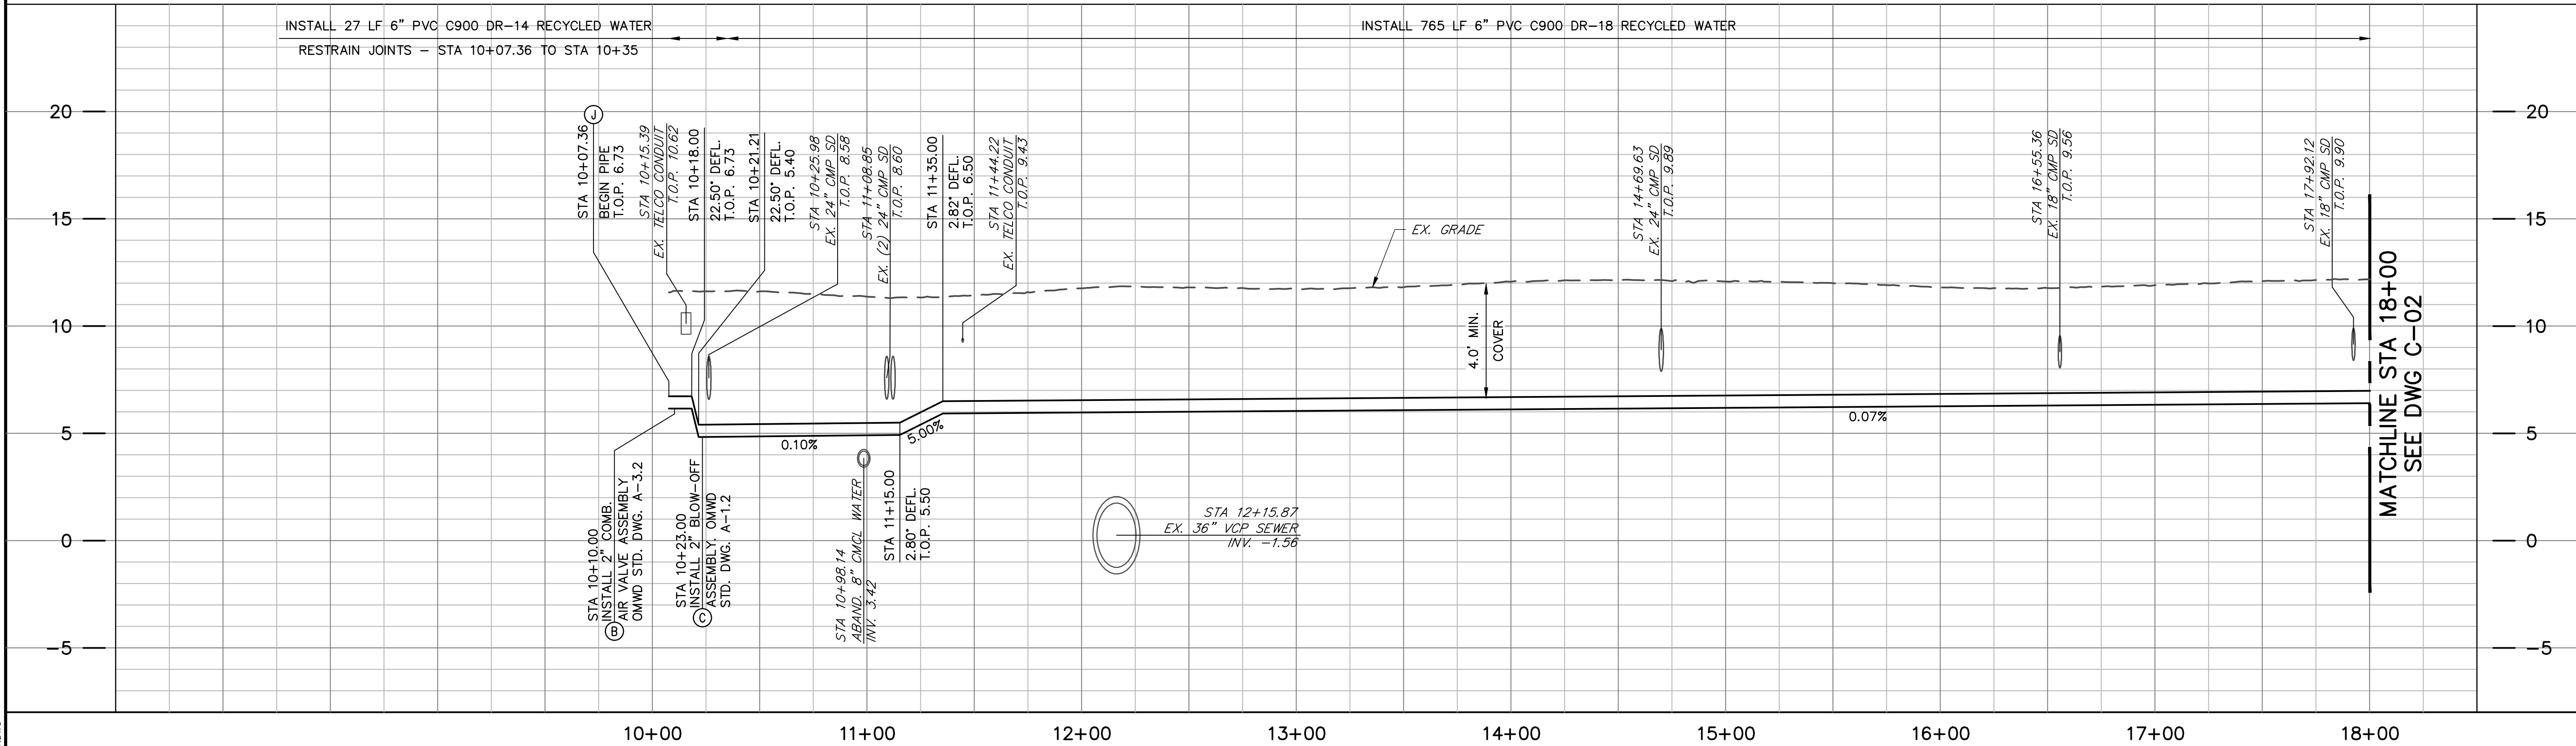 INSTALL 27 LF 6" PVC C900 DR-14 RECYCLED WATER
RESTRAIN JOINTS - STA 10+07.36 TO STA 10+35
INSTALL 765 LF 6" PVC C900 DR-18 RECYCLED WATER
20
15
10
5
0
-5
J
STA 10+07.36
BEGIN PIPE
T.O.P. 6.73
STA 10+15.39
EX. TELCO CONDUIT
T.O.P. 10.62
STA 10+18.00
22.50° DEFL.
T.O.P. 6.73
STA 10+21.21
22.50° DEFL.
T.O.P. 5.40
STA 10+25.98
EX. 24" CMP SD
T.O.P. 8.58
STA 11+08.85
EX. (2) 24" CMP SD
T.O.P. 8.60
STA 11+35.00
2.82° DEFL.
T.O.P. 6.50
STA 11+44.22
EX. TELCO CONDUIT
T.O.P. 9.43
EX. GRADE
4.0' MIN.
COVER
STA 14+69.63
EX. 24" CMP SD
T.O.P. 9.89
STA 16+55.36
EX. 18" CMP SD
T.O.P. 9.56
STA 17+92.12
EX. 18" CMP SD
T.O.P. 9.90
0.10%
5.00%
0.07%
STA 10+10.00
INSTALL 2" COMB.
AIR VALVE ASSEMBLY
OMWD STD. DWG. A-3.2
B
STA 10+23.00
INSTALL 2" BLOW-OFF
ASSEMBLY. OMWD
STD. DWG. A-1.2
C
STA 10+98.14
ABAND. 8" CMCL WATER
INV. 3.42
STA 11+15.00
2.80° DEFL.
T.O.P. 5.50
STA 12+15.87
EX. 36" VCP SEWER
INV. -1.56
MATCHLINE STA 18+00
SEE DWG C-02
20
15
10
5
0
-5
10+00
11+00
12+00
13+00
14+00
15+00
16+00
17+00
18+00